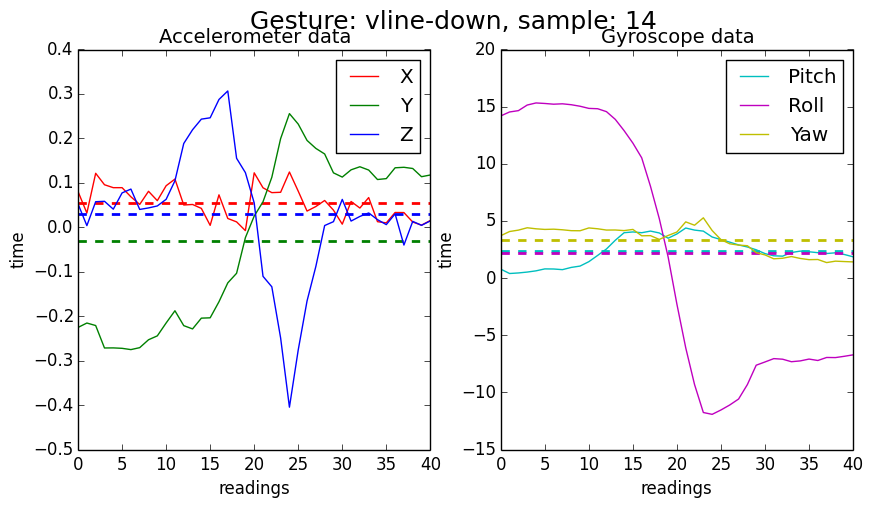 Gesture: vline-down, sample: 14
Accelerometer data
0.4
0.3
0.2
0.1
0.0
−0.1
−0.2
−0.3
−0.4
−0.5
time
X
Y
Z
0
5
10
15
20
25
30
35
40
readings
Gyroscope data
20
15
10
5
0
−5
−10
−15
time
Pitch
Roll
Yaw
0
5
10
15
20
25
30
35
40
readings